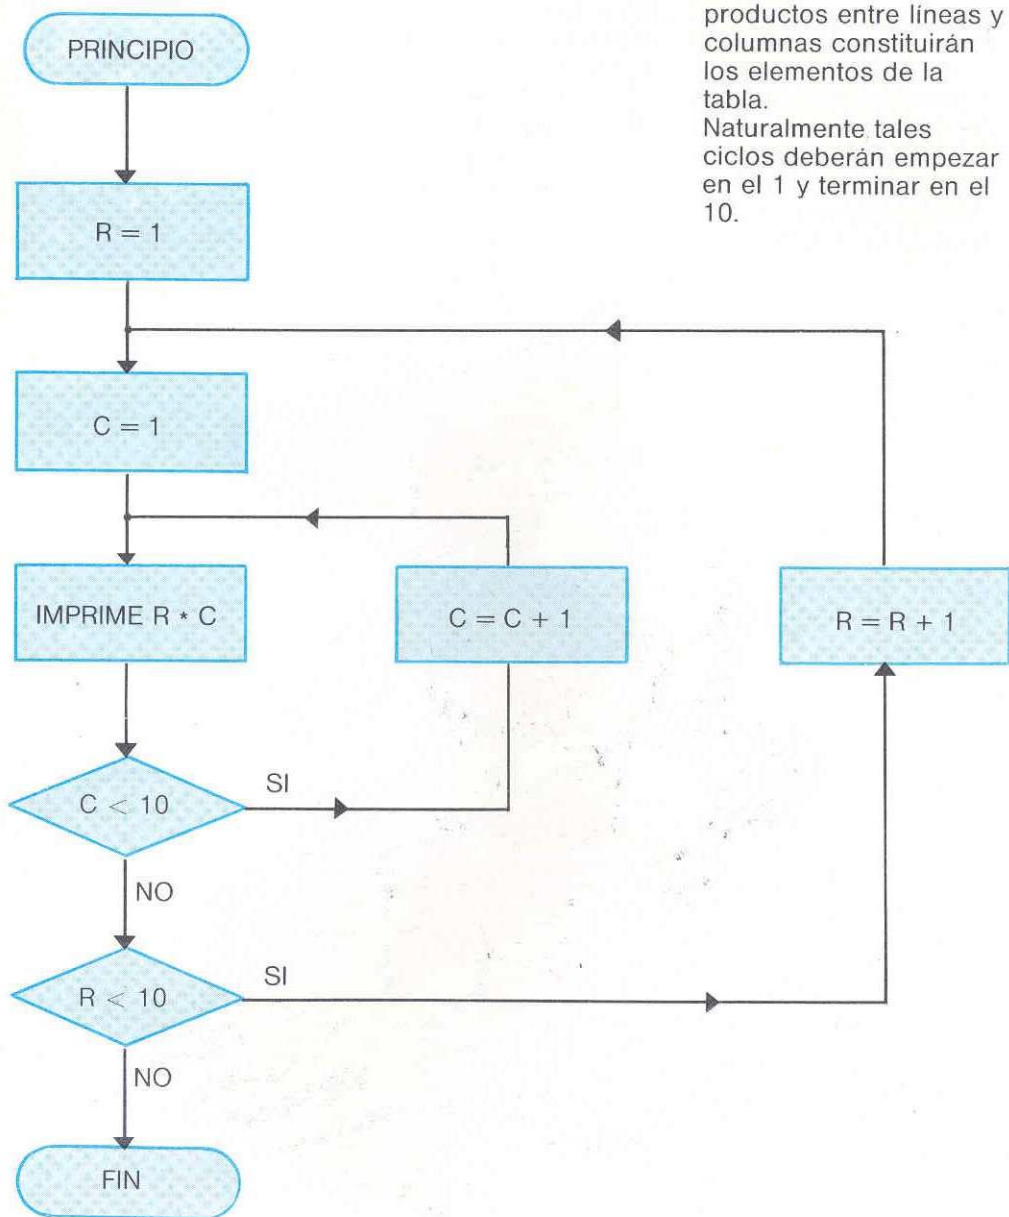 productos entre líneas y
columnas constituirán
los elementos de la
tabla.
Naturalmente tales
ciclos deberán empezar
en el 1 y terminar en el
10.
PRINCIPIO
R = 1
C = 1
IMPRIME R * C
C = C + 1
R = R + 1
C < 10
SI
NO
R < 10
SI
NO
FIN